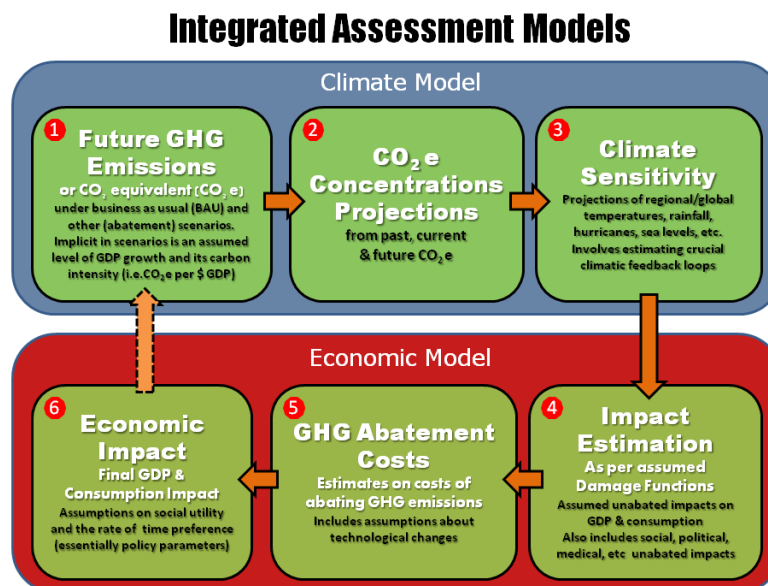 Integrated Assessment Models
Climate Model
1
Future GHG
Emissions
or CO₂ equivalent (CO₂ e)
under business as usual (BAU) and
other (abatement) scenarios.
Implicit in scenarios is an assumed
level of GDP growth and its carbon
intensity (i.e.CO₂e per $ GDP)
2
CO₂ e
Concentrations
Projections
from past, current
& future CO₂ e
3
Climate
Sensitivity
Projections of regional/global
temperatures, rainfall,
hurricanes, sea levels, etc.
Involves estimating crucial
climatic feedback loops
Economic Model
6
Economic
Impact
Final GDP &
Consumption Impact
Assumptions on social utility
and the rate of time preference
(essentially policy parameters)
5
GHG Abatement
Costs
Estimates on costs of
abating GHG emissions
Includes assumptions about
technological changes
4
Impact
Estimation
As per assumed
Damage Functions
Assumed unabated impacts on
GDP & consumption
Also includes social, political,
medical, etc unabated impacts